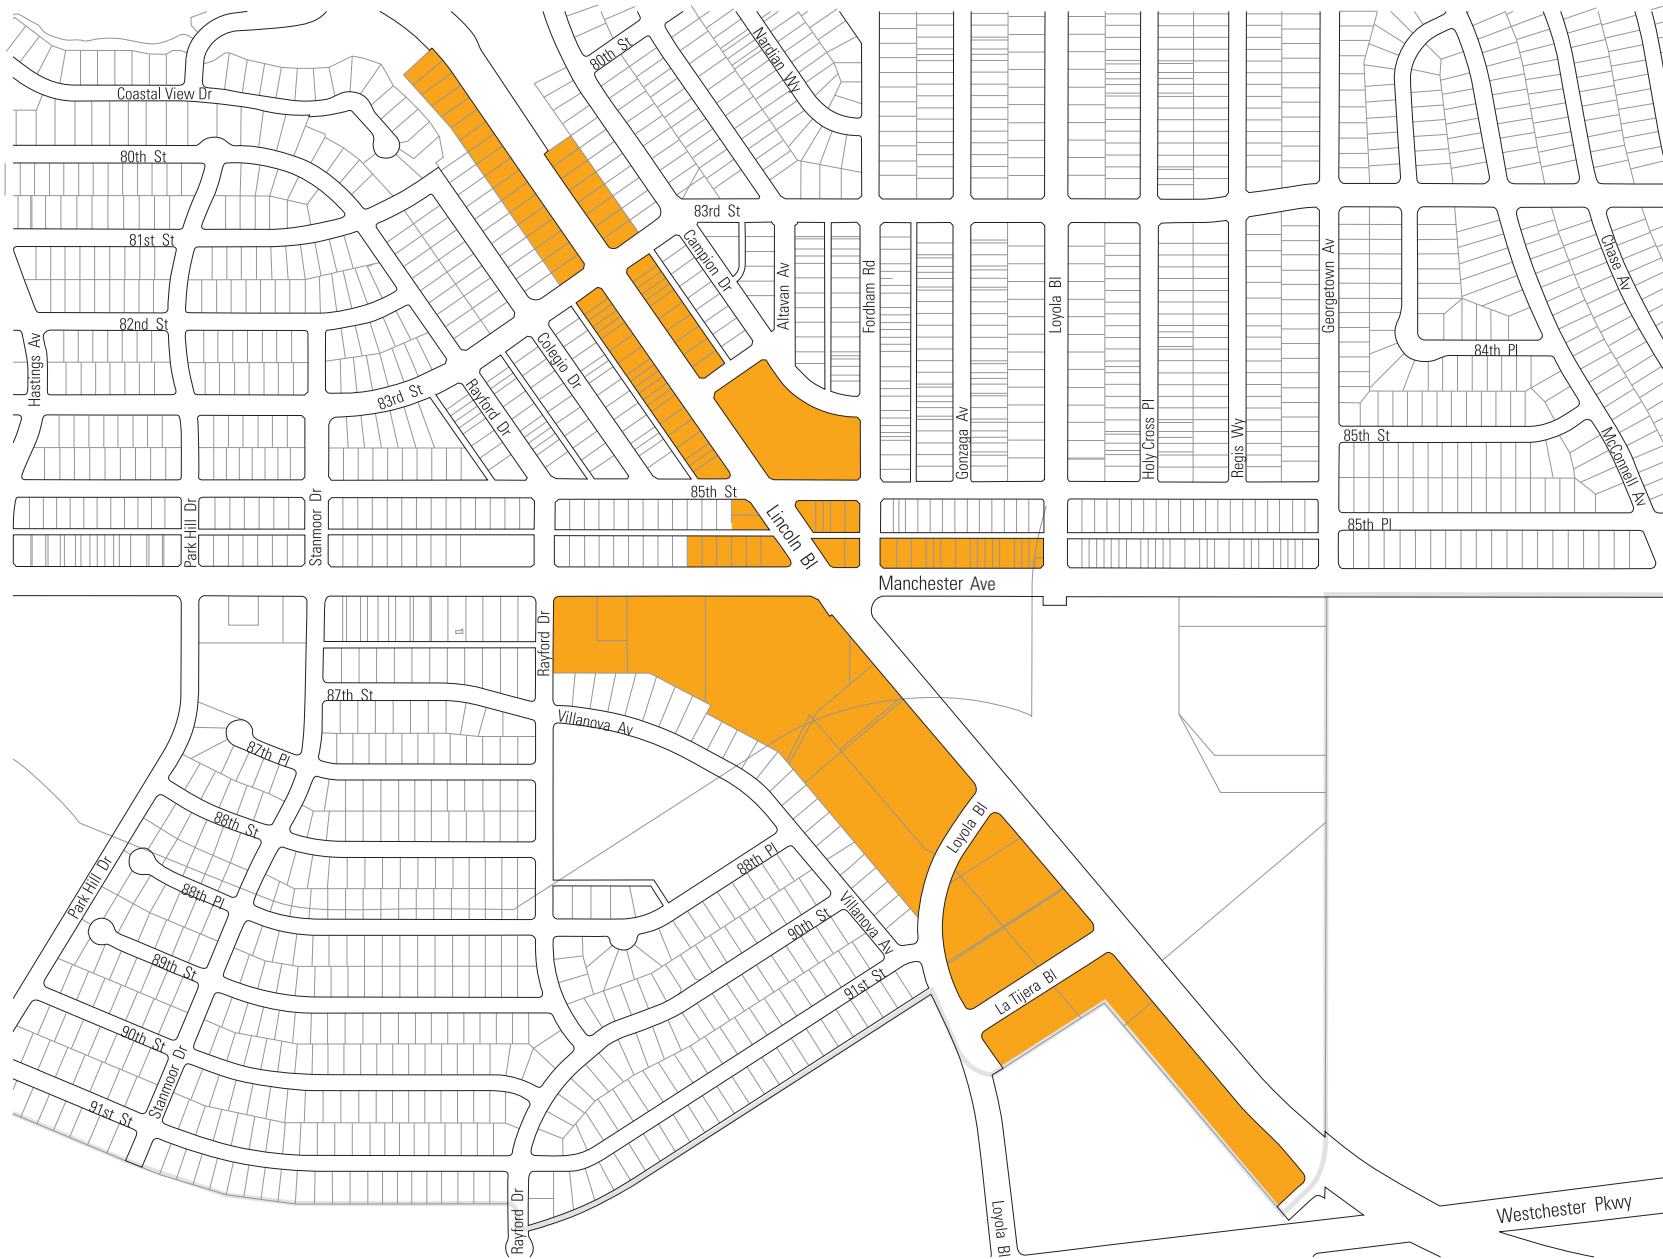 80th St
Nardian Wy
Coastal View Dr
80th St
83rd St
81st St
Campion Dr
Altavan Av
Fordham Rd
Loyola Bl
Georgetown Av
Chase Av
82nd St
Hastings Av
Colegio Dr
84th Pl
83rd St
Rayford Dr
Gonzaga Av
Holy Cross Pl
Regis Wy
85th St
McConnell Av
85th St
Park Hill Dr
Stanmoor Dr
Lincoln Bl
85th Pl
Manchester Ave
Rayford Dr
87th St
Villanova Av
87th Pl
88th St
Loyola Bl
88th Pl
Park Hill Dr
88th Pl
Villanova Av
90th St
89th St
91st St
La Tijera Bl
90th St
Stanmoor Dr
91st St
Rayford Dr
Loyola Bl
Westchester Pkwy